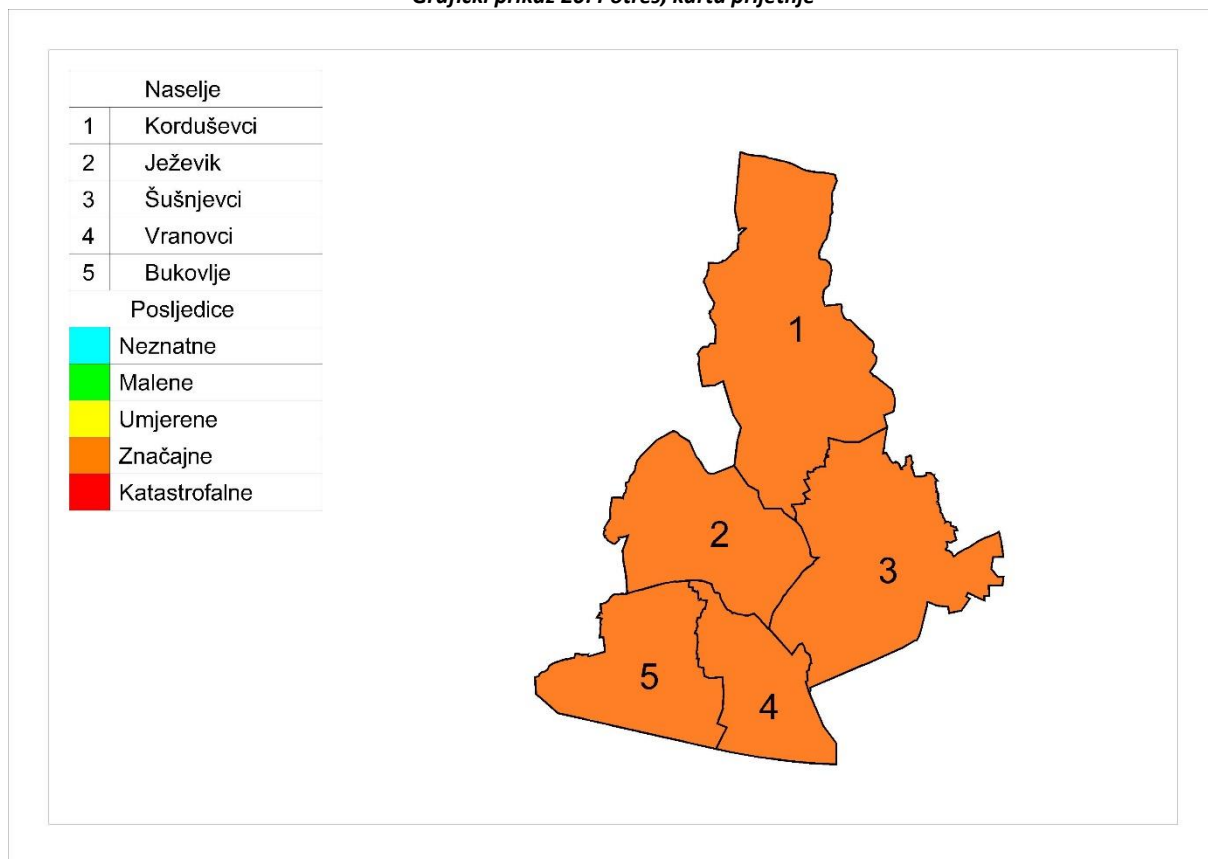 Grafički prikaz Potres, karta prijetnje
Naselje
1 Korduševci
2 Ježevik
3 Šušnjevci
4 Vranovci
5 Bukovlje
Posljedice
Neznatne
Malene
Umjerene
Značajne
Katastrofalne
1
2
3
5
4